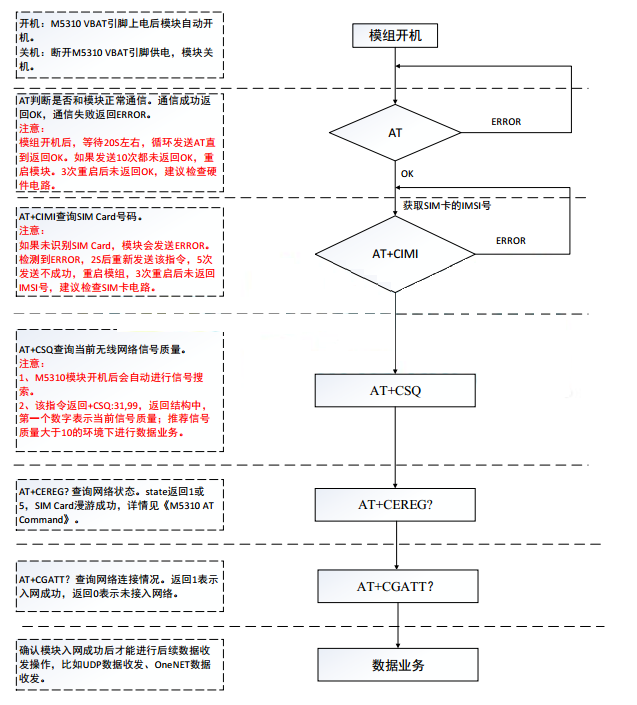 开机：M5310 VBAT引脚上电后模块自动开
机。
关机：断开M5310 VBAT引脚供电，模块关
机。
模组开机
AT判断是否和模块正常通信。通信成功返
回OK，通信失败返回ERROR。
注意：
模组开机后，等待20S左右，循环发送AT直
到返回OK。如果发送10次都未返回OK，重
启模块。3次重启后未返回OK，建议检查硬
件电路。
AT
ERROR
OK
获取SIM卡的IMSI号
AT+CIMI查询SIM Card号码。
注意：
如果未识别SIM Card，模块会发送ERROR。
检测到ERROR，2S后重新发送该指令，5次
发送不成功，重启模组，3次重启后未返回
IMSI号，建议检查SIM卡电路。
AT+CIMI
ERROR
AT+CSQ查询当前无线网络信号质量。
注意：
1、M5310模块开机后会自动进行信号搜
索。
2、该指令返回+CSQ:31,99，返回结构中，
第一个数字表示当前信号质量；推荐信号
质量大于10的环境下进行数据业务。
AT+CSQ
AT+CEREG? 查询网络状态。state返回1或
5，SIM Card漫游成功，详情见《M5310 AT
Command》。
AT+CEREG?
AT+CGATT？查询网络连接情况。返回1表示
入网成功，返回0表示未接入网络。
AT+CGATT？
确认模块入网成功后才能进行后续数据收
发操作，比如UDP数据收发、OneNET数据
收发。
数据业务